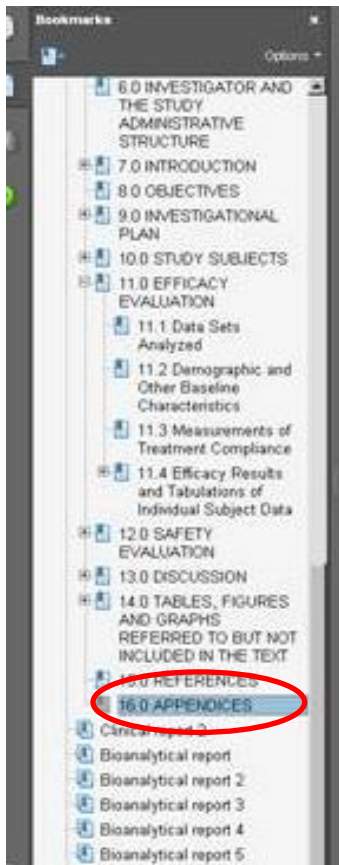 Bookmarks
Options
6.0 INVESTIGATOR AND
THE STUDY
ADMINISTRATIVE
STRUCTURE
7.0 INTRODUCTION
8.0 OBJECTIVES
9.0 INVESTIGATIONAL
PLAN
10.0 STUDY SUBJECTS
11.0 EFFICACY
EVALUATION
11.1 Data Sets
Analyzed
11.2 Demographic and
Other Baseline
Characteristics
11.3 Measurements of
Treatment Compliance
11.4 Efficacy Results
and Tabulations of
Individual Subject Data
12.0 SAFETY
EVALUATION
13.0 DISCUSSION
14.0 TABLES, FIGURES
AND GRAPHS
REFERRED TO BUT NOT
INCLUDED IN THE TEXT
15.0 REFERENCES
16.0 APPENDICES
Clinical report 2
Bioanalytical report
Bioanalytical report 2
Bioanalytical report 3
Bioanalytical report 4
Bioanalytical report 5